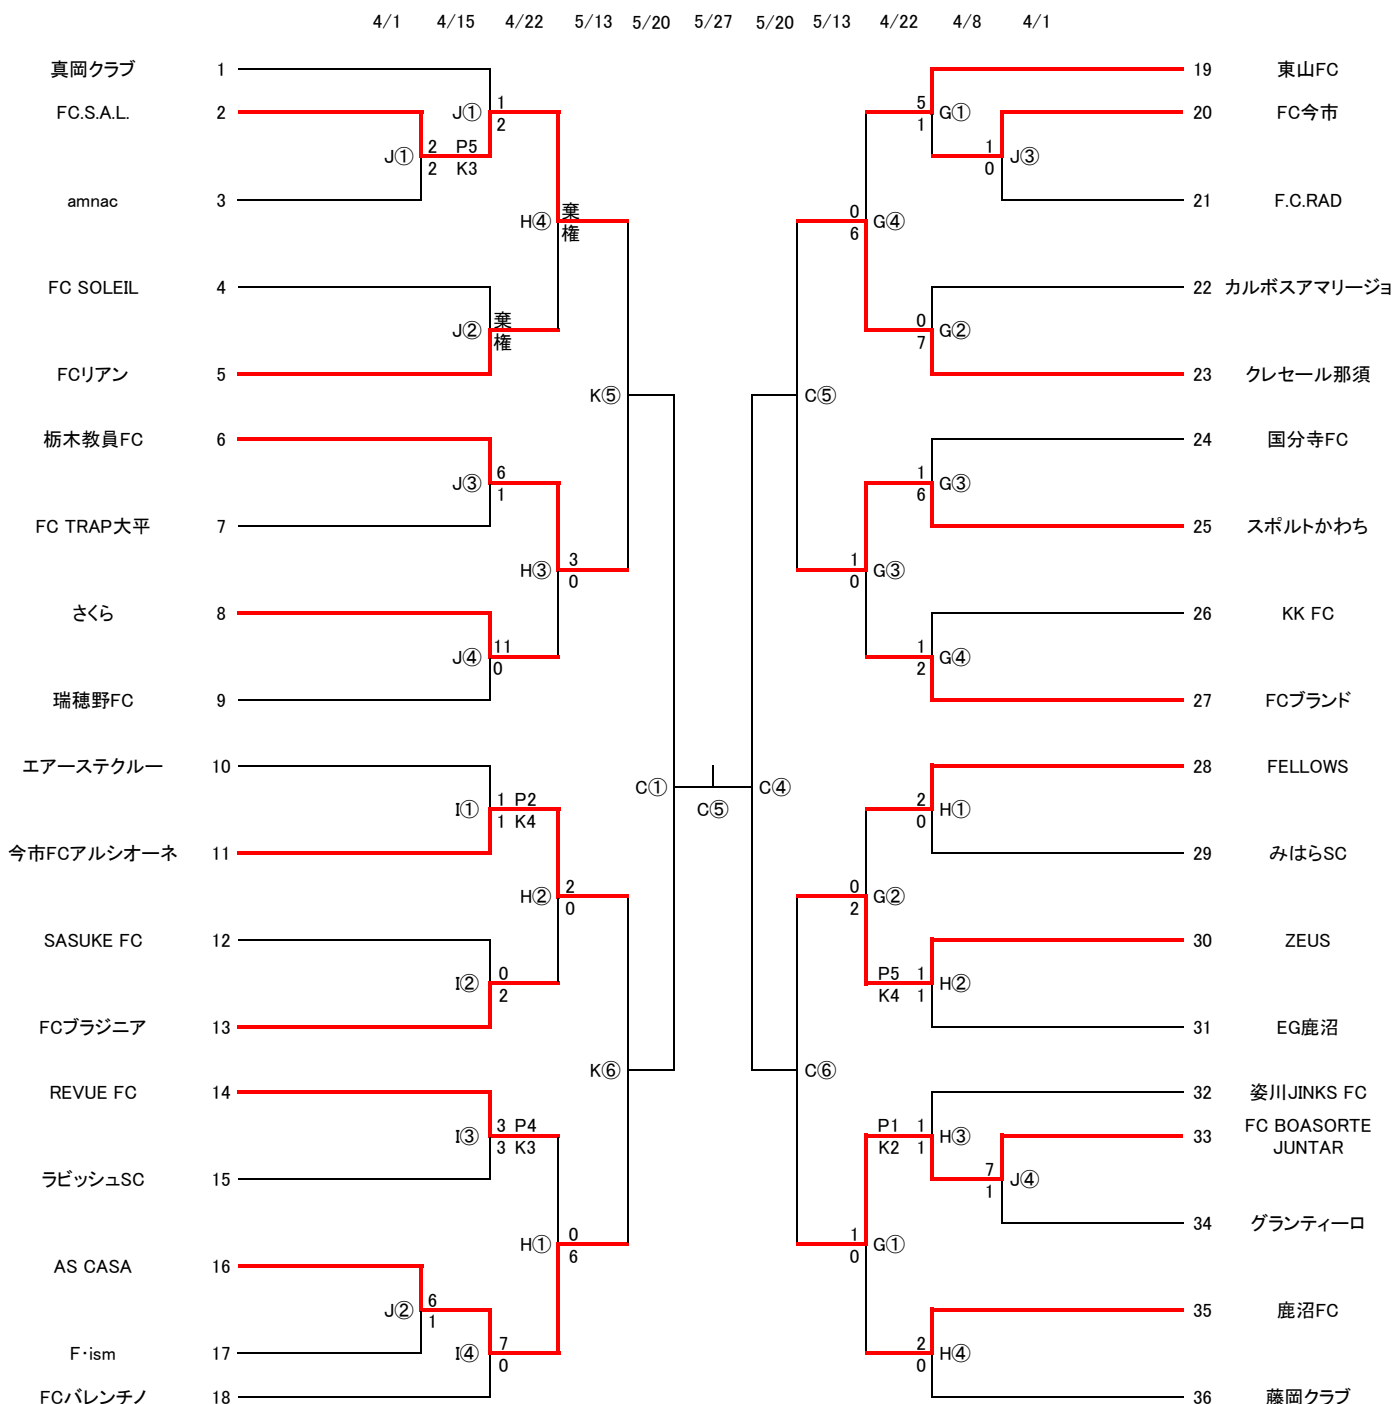 4/1 4/15 4/22 5/13 5/20 5/27 5/20 5/13 4/22 4/8 4/1
真岡クラブ 1
FC.S.A.L. 2
amnac 3
FC SOLEIL 4
FCリアン 5
栃木教員FC 6
FC TRAP大平 7
さくら 8
瑞穂野FC 9
エアーステクルー 10
今市FCアルシオーネ 11
SASUKE FC 12
FCブラジニア 13
REVUE FC 14
ラビッシュSC 15
AS CASA 16
F・ism 17
FCバレンチノ 18
J①
2 P5
2 K3
J②
6
1
J①
1
2
J②
棄
権
J③
6
1
J④
11
0
I①
1 P2
1 K4
I②
0
2
I③
3 P4
3 K3
I④
7
0
H④
棄
権
H③
3
0
H②
2
0
H①
0
6
K⑤
K⑥
C①
C⑤
C④
C⑤
C⑥
0
6
G④
1
0
G③
0
2
G②
1
0
G①
5
1
G①
0
7
G②
1
6
G③
1
2
G④
2
0
H①
P5 1
K4 1
H②
P1 1
K2 1
H③
2
0
H④
1
0
J③
7
1
J④
19 東山FC
20 FC今市
21 F.C.RAD
22 カルボスアマリージョ
23 クレセール那須
24 国分寺FC
25 スポルトかわち
26 KK FC
27 FCブランド
28 FELLOWS
29 みはらSC
30 ZEUS
31 EG鹿沼
32 姿川JINKS FC
33 FC BOASORTE
JUNTAR
34 グランティーロ
35 鹿沼FC
36 藤岡クラブ